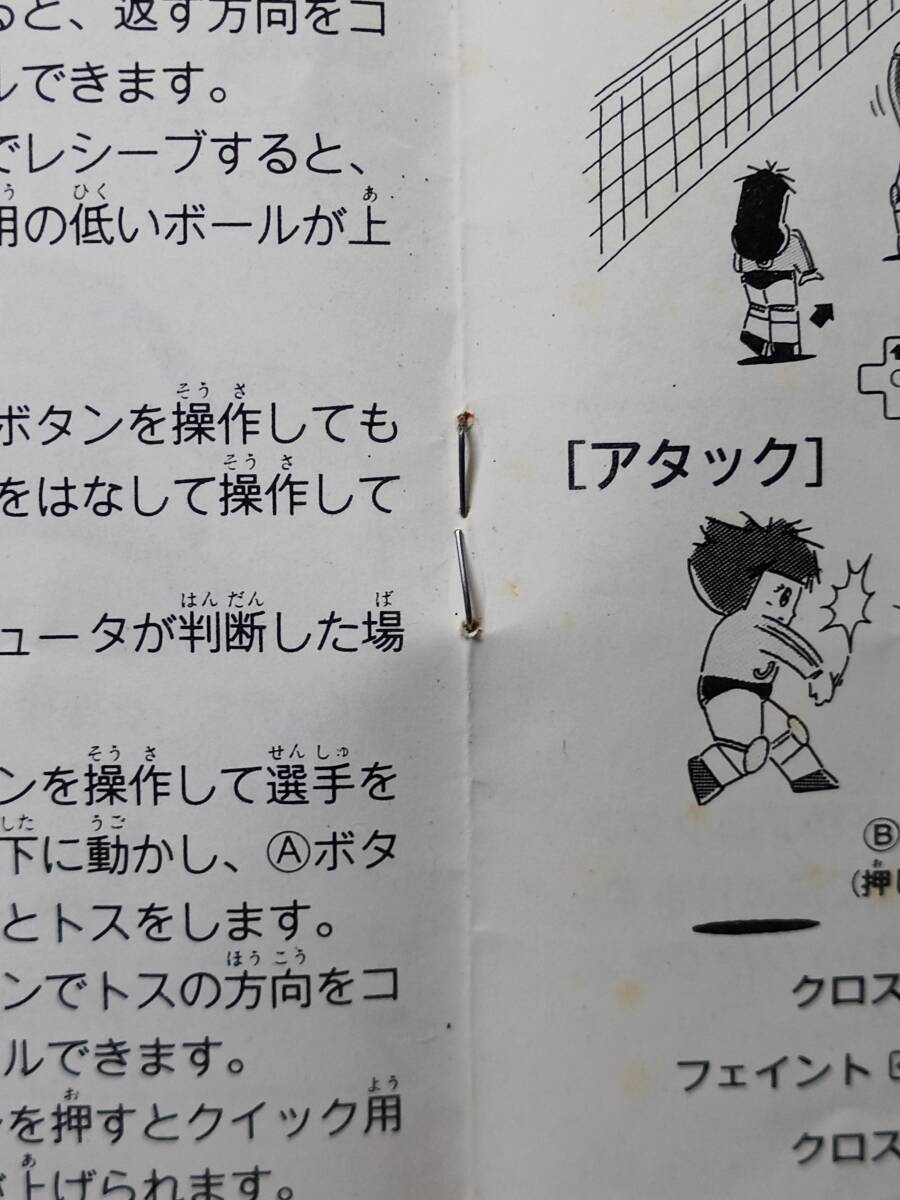 ると、返す方向をコ
ルできます。
でレシーブすると、
用の低いボールが上
ボタンを操作しても
をはなして操作して
ュータが判断した場
ンを操作して選手を
下に動かし、Ⓐボタ
とトスをします。
ンでトスの方向をコ
ルできます。
を押すとクイック用
上げられます。
[アタック]
Ⓑ
(押し
クロス
フェイント
クロス